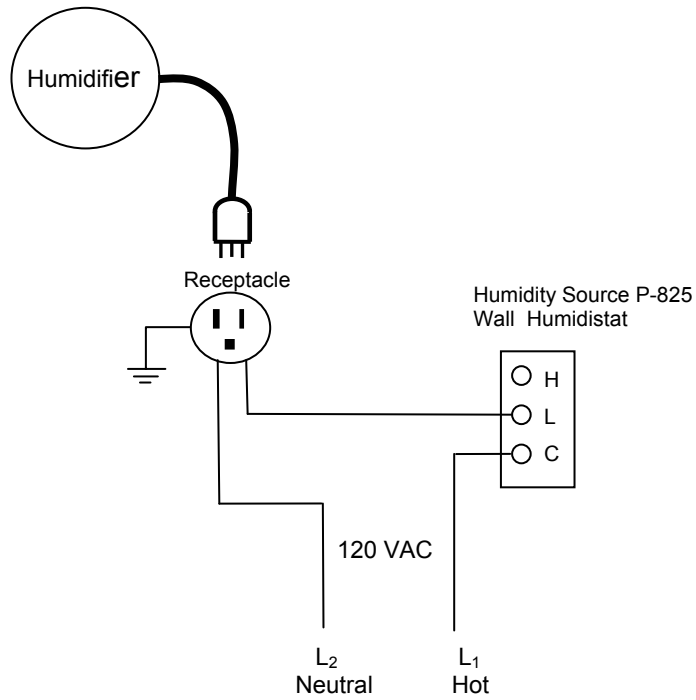 Humidifier
Receptacle
Humidity Source P-825
Wall Humidistat
H
L
C
120 VAC
L₂
Neutral
L₁
Hot